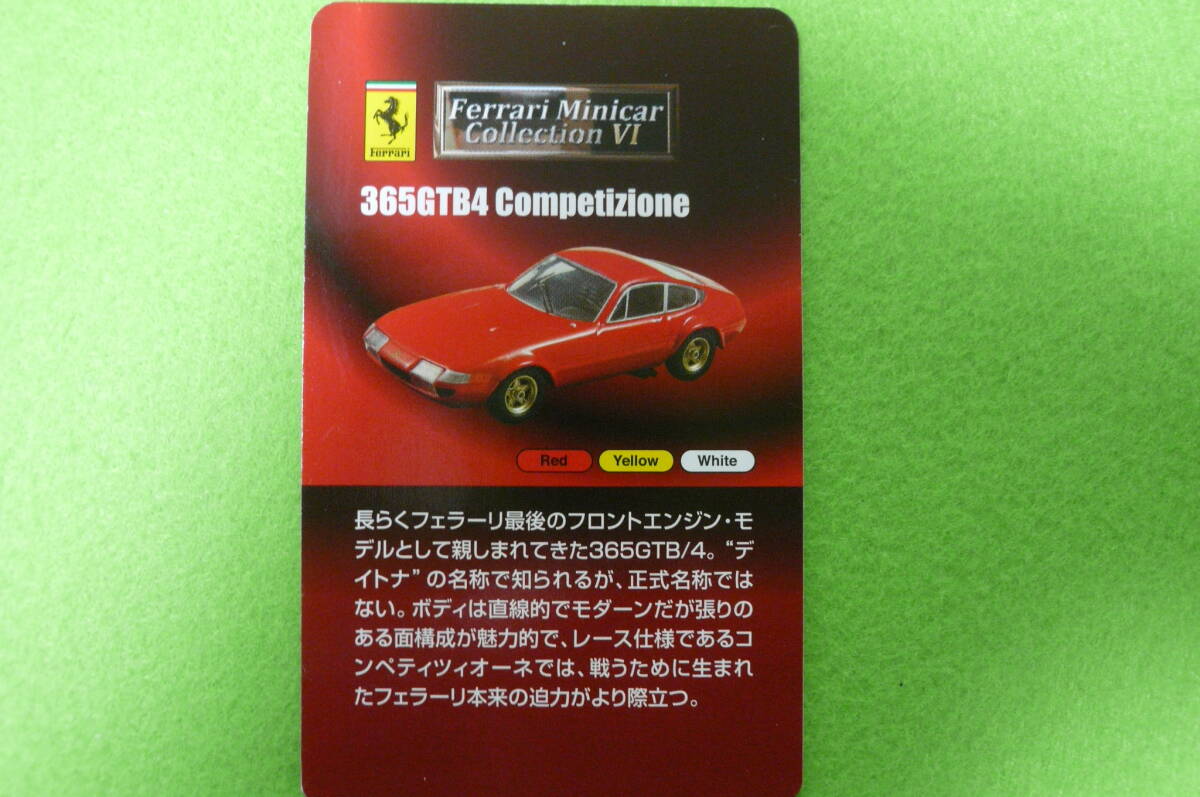 Ferrari
Ferrari Minicar
Collection VI
365GTB4 Competizione
Red Yellow White
長らくフェラーリ最後のフロントエンジン・モ
デルとして親しまれてきた365GTB/4。“デ
イトナ”の名称で知られるが、正式名称では
ない。ボディは直線的でモダーンだが張りの
ある面構成が魅力的で、レース仕様であるコ
ンペティツィオーネでは、戦うために生まれ
たフェラーリ本来の迫力がより際立つ。